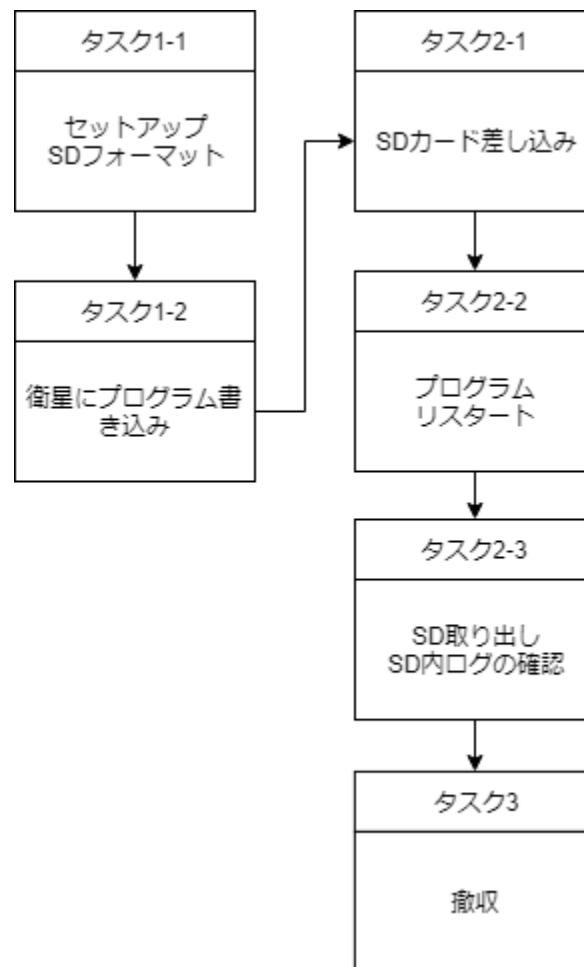 タスク1-1
セットアップ
SDフォーマット
タスク1-2
衛星にプログラム書
き込み
タスク2-1
SDカード差し込み
タスク2-2
プログラム
リスタート
タスク2-3
SD取り出し
SD内ログの確認
タスク3
撤収